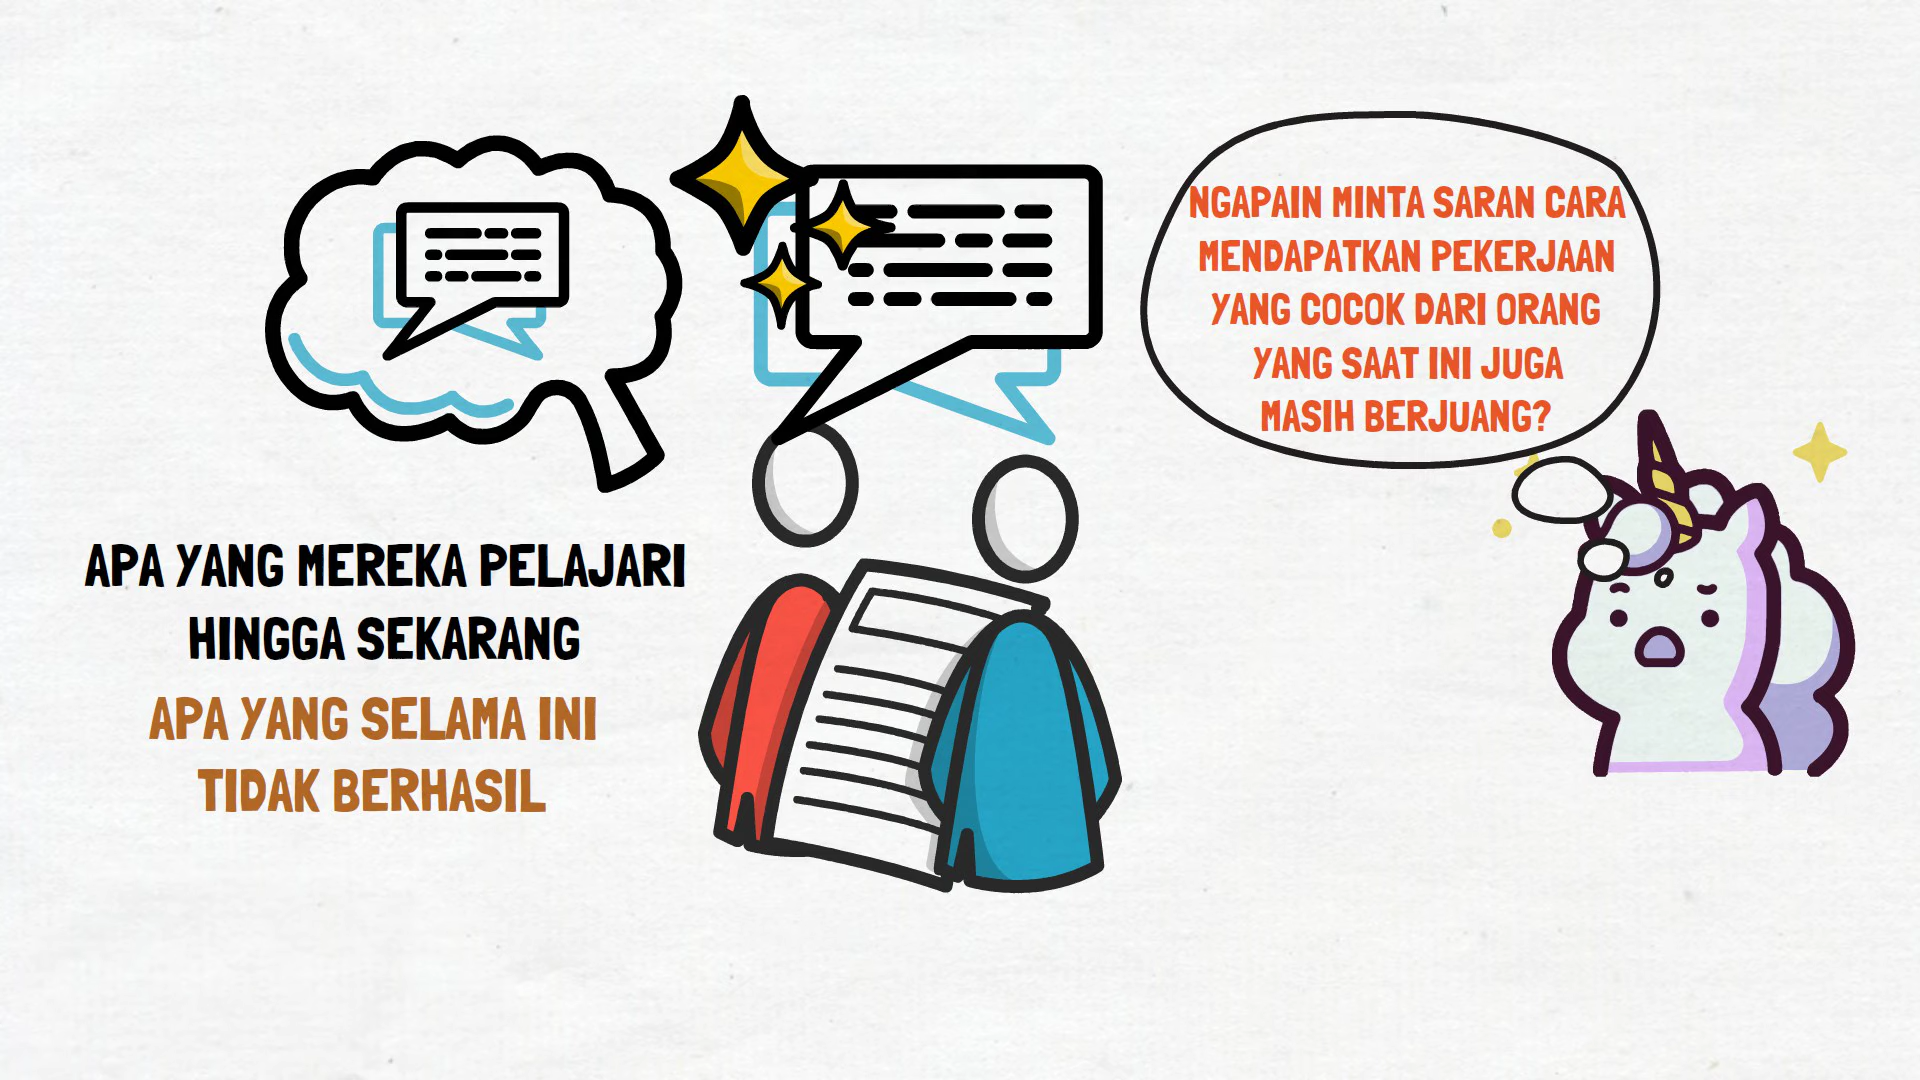 NGAPAIN MINTA SARAN CARA
MENDAPATKAN PEKERJAAN
YANG COCOK DARI ORANG
YANG SAAT INI JUGA
MASIH BERJUANG?
APA YANG MEREKA PELAJARI
HINGGA SEKARANG
APA YANG SELAMA INI
TIDAK BERHASIL